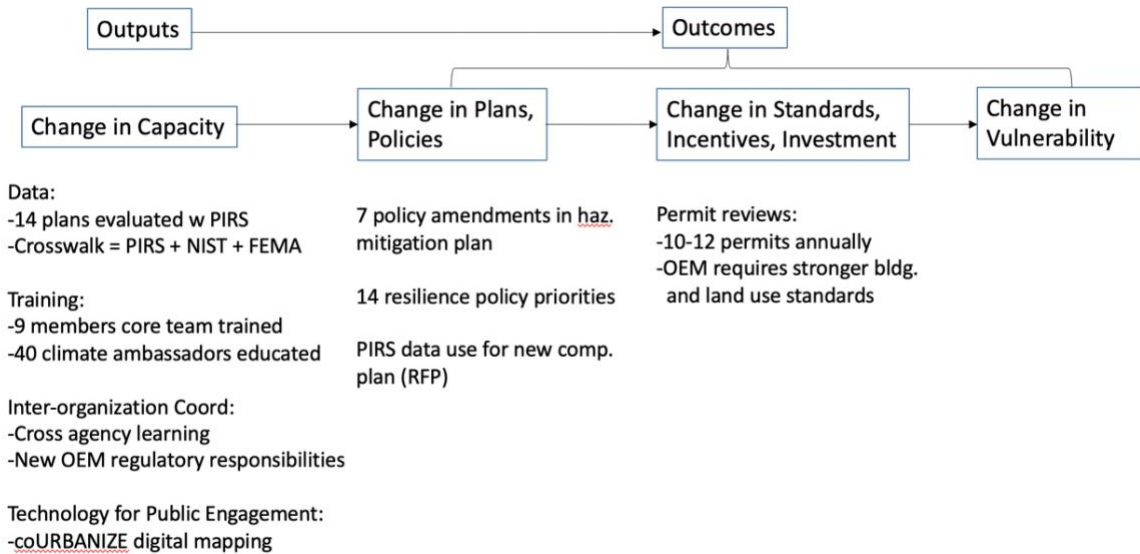 Outputs
Outcomes
Change in Capacity
Change in Plans,
Policies
Change in Standards,
Incentives, Investment
Change in
Vulnerability
Data:
-14 plans evaluated w PIRS
-Crosswalk = PIRS + NIST + FEMA
Training:
-9 members core team trained
-40 climate ambassadors educated
Inter-organization Coord:
-Cross agency learning
-New OEM regulatory responsibilities
Technology for Public Engagement:
-coURBANIZE digital mapping
7 policy amendments in haz.
mitigation plan
14 resilience policy priorities
PIRS data use for new comp.
plan (RFP)
Permit reviews:
-10-12 permits annually
-OEM requires stronger bldg.
and land use standards